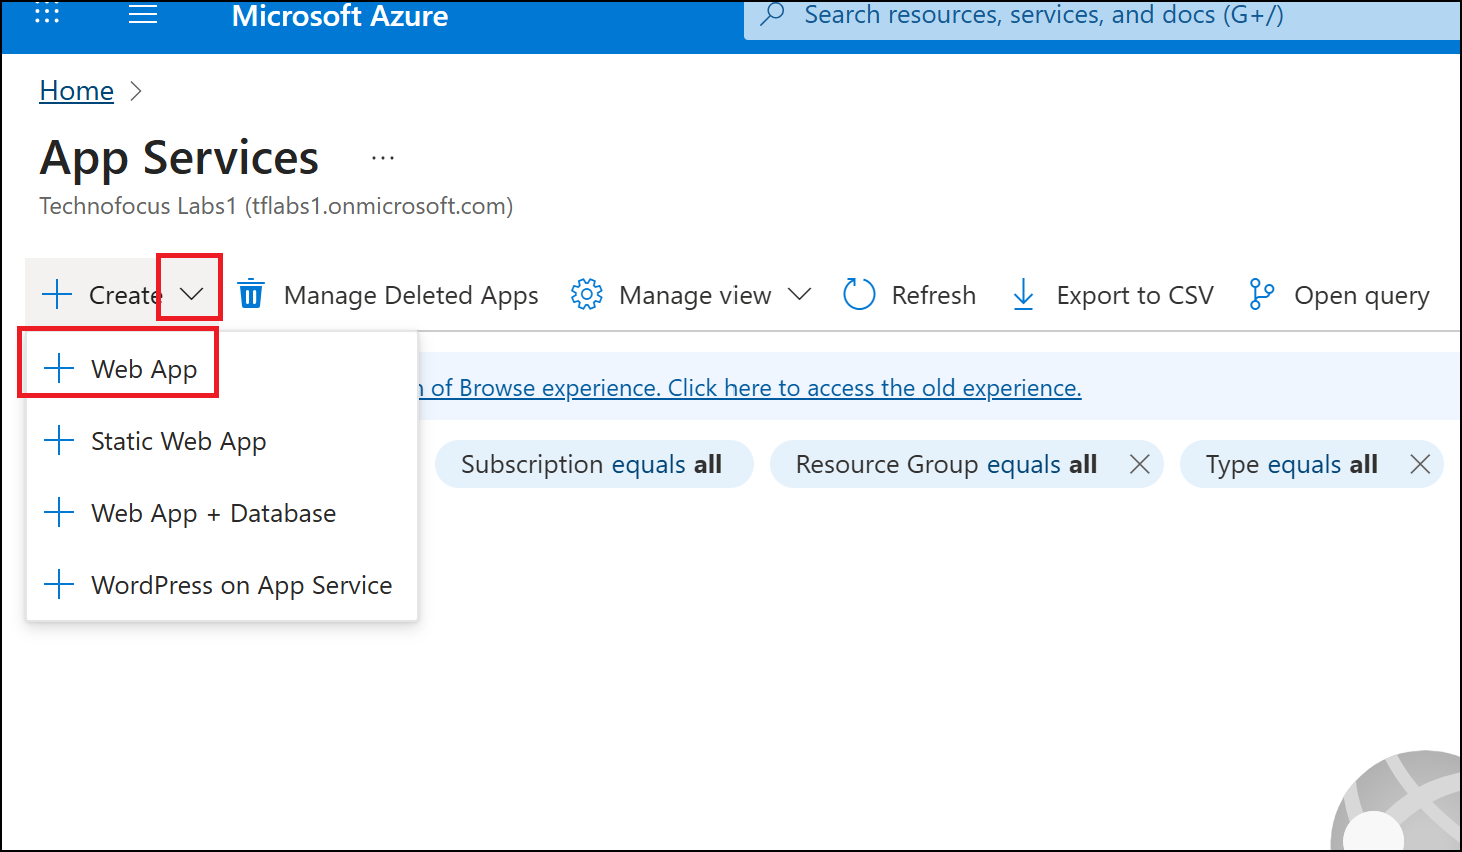 Microsoft Azure
Search resources, services, and docs (G+/)
Home
App Services
Technofocus Labs1 (tflabs1.onmicrosoft.com)
Create
Manage Deleted Apps
Manage view
Refresh
Export to CSV
Open query
Web App
of Browse experience. Click here to access the old experience.
Static Web App
Subscription equals all
Resource Group equals all
Type equals all
Web App + Database
WordPress on App Service